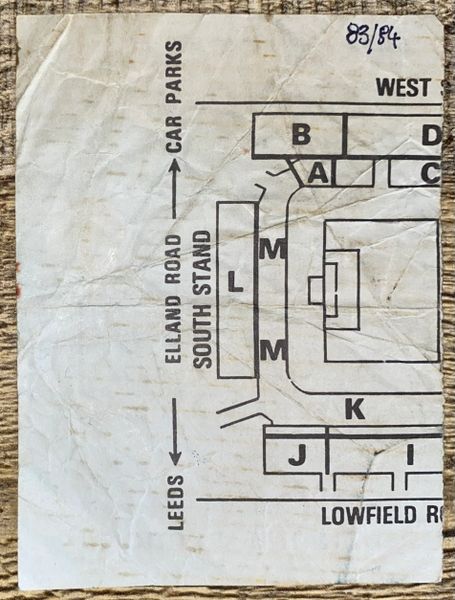 83/84
WEST S
CAR PARKS
B
D
A
C
ELLAND ROAD
SOUTH STAND
L
M
M
K
J
I
LEEDS
LOWFIELD R